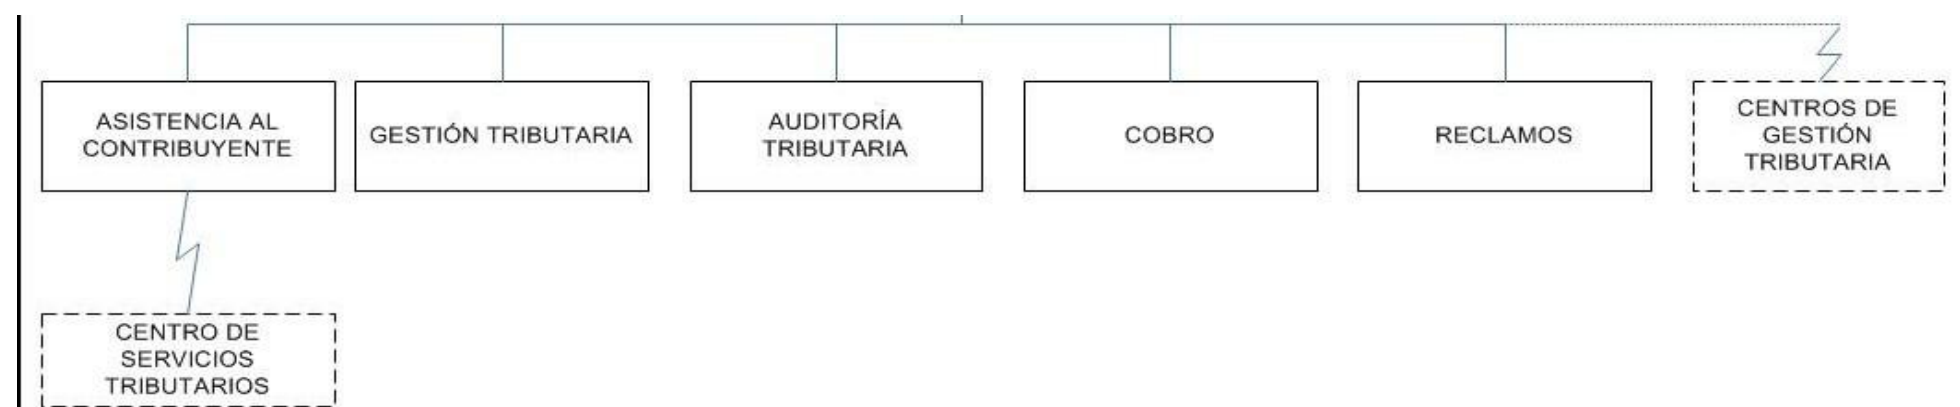 ASISTENCIA AL
CONTRIBUYENTE
GESTIÓN TRIBUTARIA
AUDITORÍA
TRIBUTARIA
COBRO
RECLAMOS
CENTROS DE
GESTIÓN
TRIBUTARIA
CENTRO DE
SERVICIOS
TRIBUTARIOS